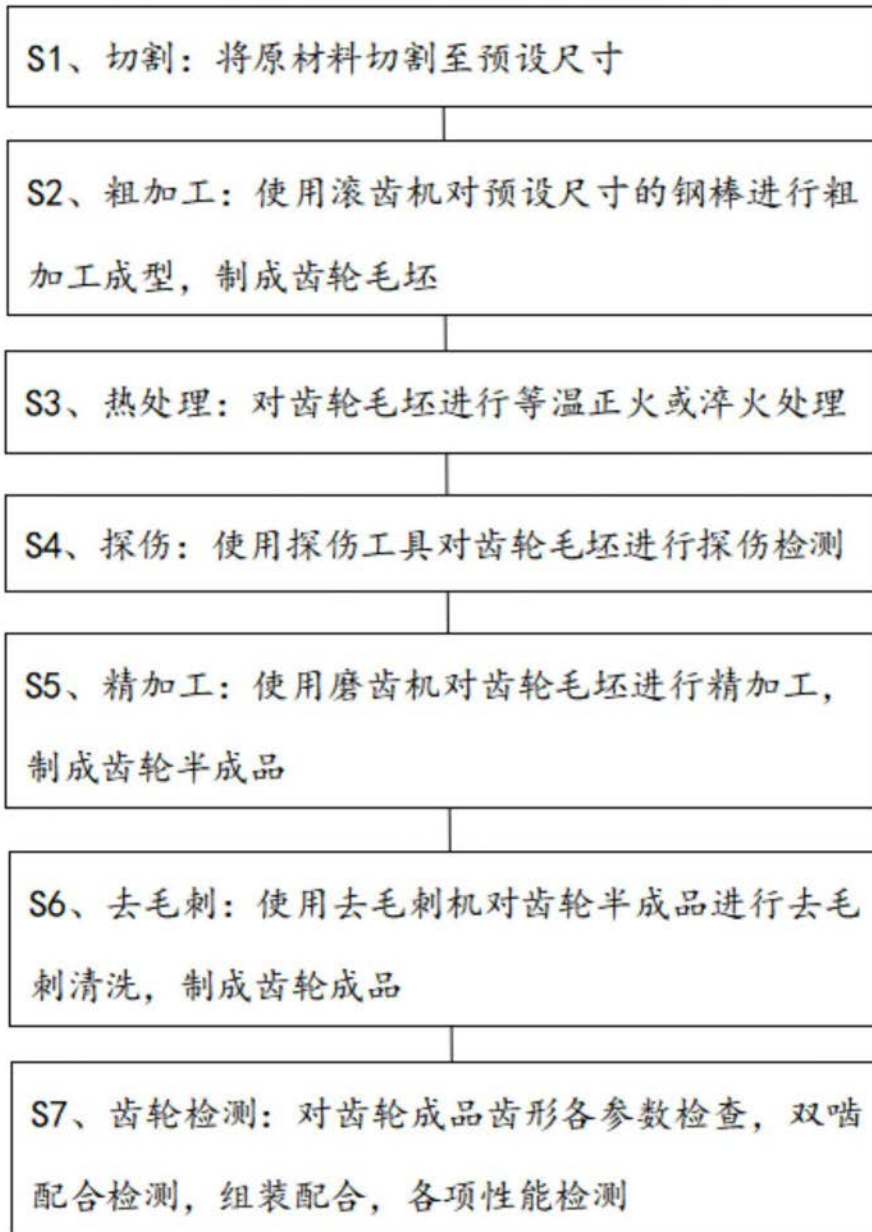 S1、切割：将原材料切割至预设尺寸
S2、粗加工：使用滚齿机对预设尺寸的钢棒进行粗
加工成型，制成齿轮毛坯
S3、热处理：对齿轮毛坯进行等温正火或淬火处理
S4、探伤：使用探伤工具对齿轮毛坯进行探伤检测
S5、精加工：使用磨齿机对齿轮毛坯进行精加工，
制成齿轮半成品
S6、去毛刺：使用去毛刺机对齿轮半成品进行去毛
刺清洗，制成齿轮成品
S7、齿轮检测：对齿轮成品齿形各参数检查，双啮
配合检测，组装配合，各项性能检测